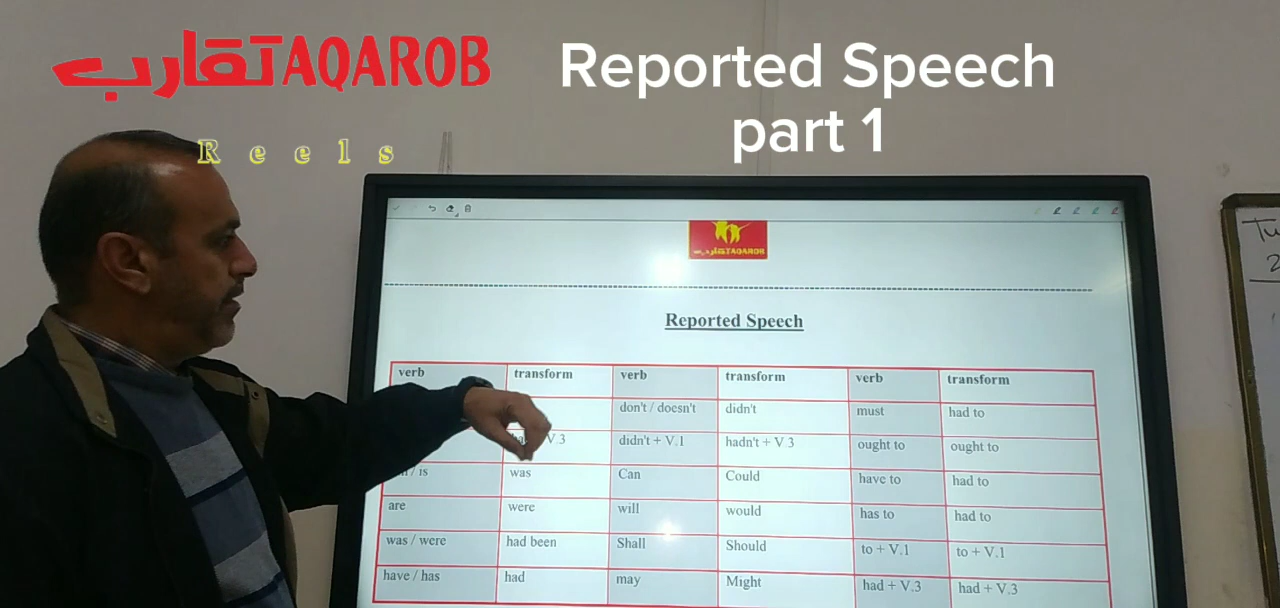 تقارب TAQAROB
Reels
Reported Speech
part 1
تقارب TAQAROB
Reported Speech
verb transform verb transform verb transform
don't / doesn't didn't must had to
V.3 didn't + V.1 hadn't + V 3 ought to ought to
/ is was Can Could have to had to
are were will would has to had to
was / were had been Shall Should to + V.1 to + V.1
have / has had may Might had + V.3 had + V.3
2